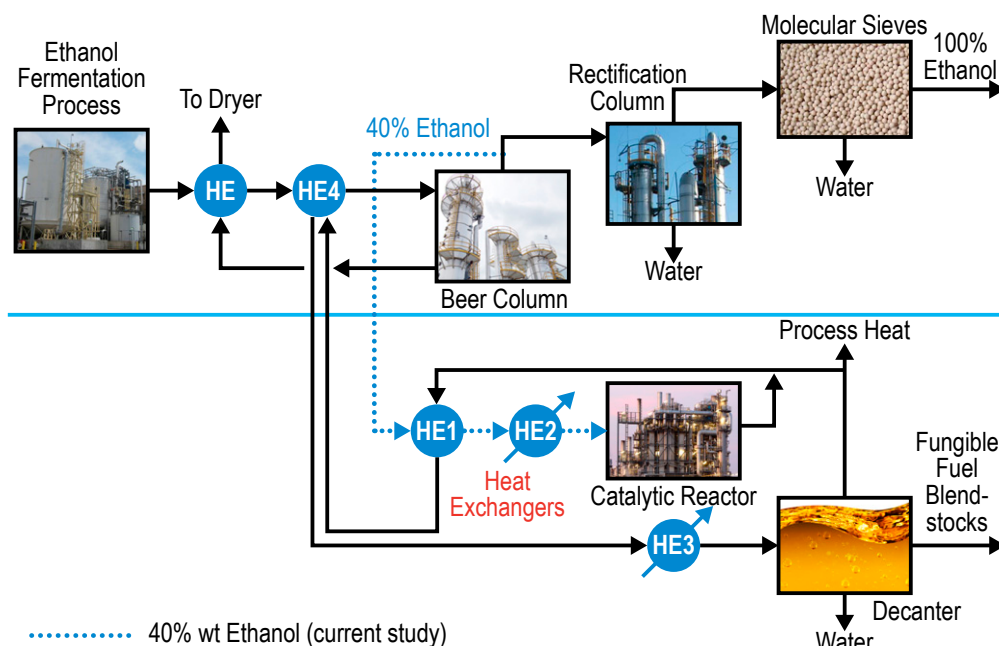 Ethanol
Fermentation
Process
To Dryer
40% Ethanol
Rectification
Column
Molecular Sieves
100%
Ethanol
HE
HE4
Water
Water
Beer Column
Process Heat
HE1
HE2
Heat
Exchangers
Catalytic Reactor
Fungible
Fuel
Blend-
stocks
HE3
Decanter
Water
40% wt Ethanol (current study)